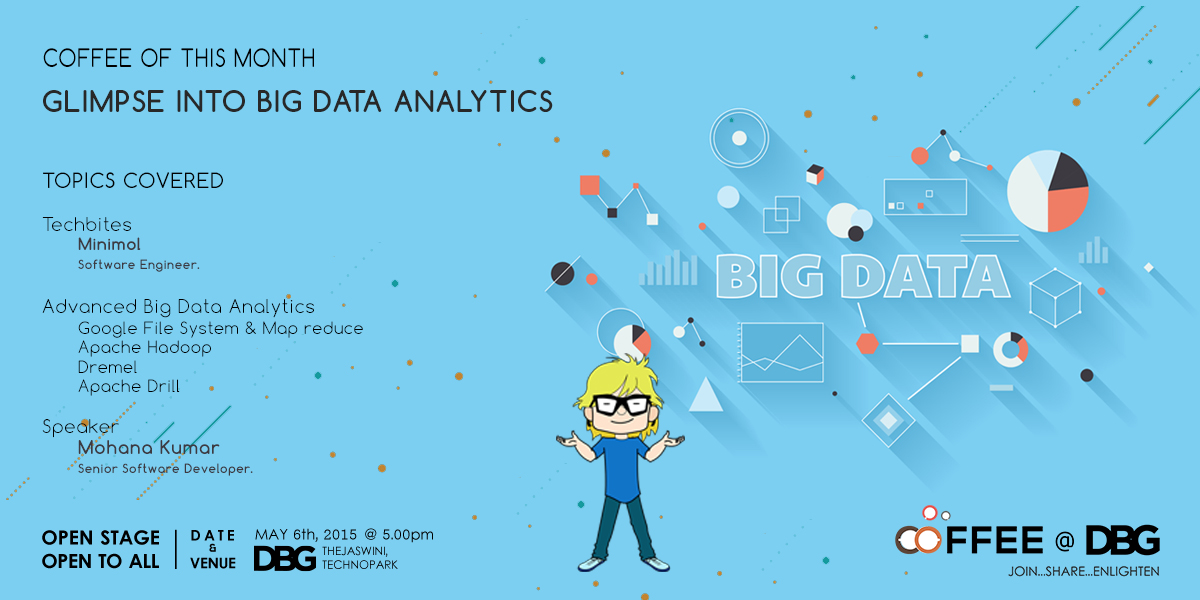 COFFEE OF THIS MONTH
GLIMPSE INTO BIG DATA ANALYTICS
TOPICS COVERED
Techbites
Minimol
Software Engineer.
Advanced Big Data Analytics
Google File System & Map reduce
Apache Hadoop
Dremel
Apache Drill
Speaker
Mohana Kumar
Senior Software Developer.
OPEN STAGE
OPEN TO ALL
DATE
&
VENUE
MAY 6th, 2015 @ 5.00pm
DBG THEJASWINI,
TECHNOPARK
BIG DATA
COFFEE @ DBG
JOIN...SHARE...ENLIGHTEN